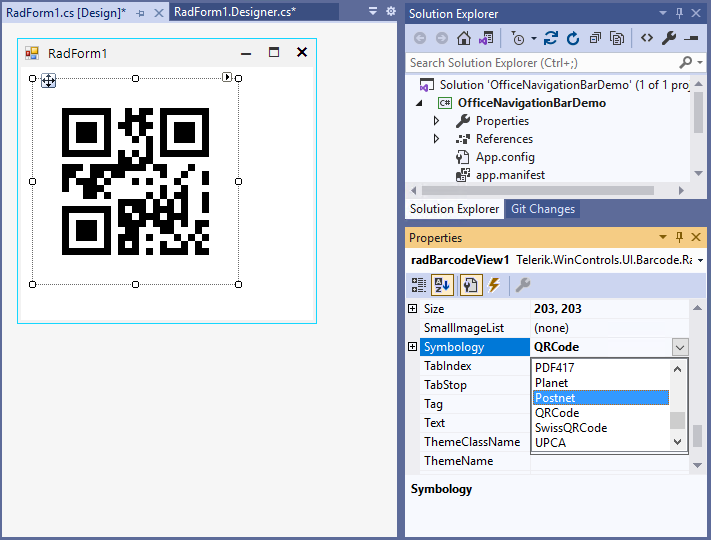 RadForm1.cs [Design]*
RadForm1.Designer.cs*
RadForm1
Solution Explorer
Search Solution Explorer (Ctrl+;)
Solution 'OfficeNavigationBarDemo' (1 of 1 proj
C# OfficeNavigationBarDemo
Properties
References
App.config
app.manifest
Solution Explorer Git Changes
Properties
radBarcodeView1 Telerik.WinControls.UI.Barcode.Ra
Size 203, 203
SmallImageList (none)
Symbology QRCode
TabIndex
TabStop
Tag
Text
ThemeClassName
ThemeName
PDF417
Planet
Postnet
QRCode
SwissQRCode
UPCA
Symbology